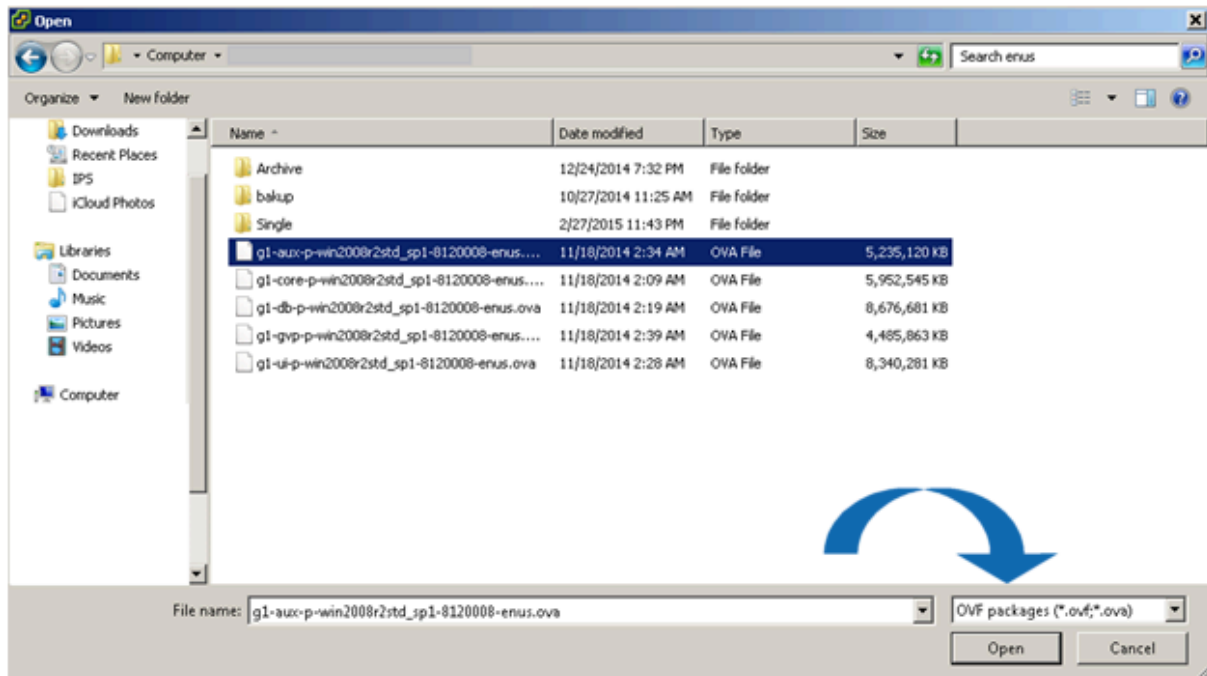 Open
Computer
Search enus
Organize New folder
Downloads
Recent Places
IPS
iCloud Photos
Libraries
Documents
Music
Pictures
Videos
Computer
Name Date modified Type Size
Archive 12/24/2014 7:32 PM File folder
bakup 10/27/2014 11:25 AM File folder
Single 2/27/2015 11:43 PM File folder
g1-aux-p-win2008r2std_sp1-8120008-enus.... 11/18/2014 2:34 AM OVA File 5,235,120 KB
g1-core-p-win2008r2std_sp1-8120008-enus.... 11/18/2014 2:09 AM OVA File 5,952,545 KB
g1-db-p-win2008r2std_sp1-8120008-enus.ova 11/18/2014 2:19 AM OVA File 8,676,681 KB
g1-gvp-p-win2008r2std_sp1-8120008-enus.... 11/18/2014 2:39 AM OVA File 4,485,863 KB
g1-ui-p-win2008r2std_sp1-8120008-enus.ova 11/18/2014 2:28 AM OVA File 8,340,281 KB
File name: g1-aux-p-win2008r2std_sp1-8120008-enus.ova OVF packages (*.ovf;*.ova)
Open Cancel